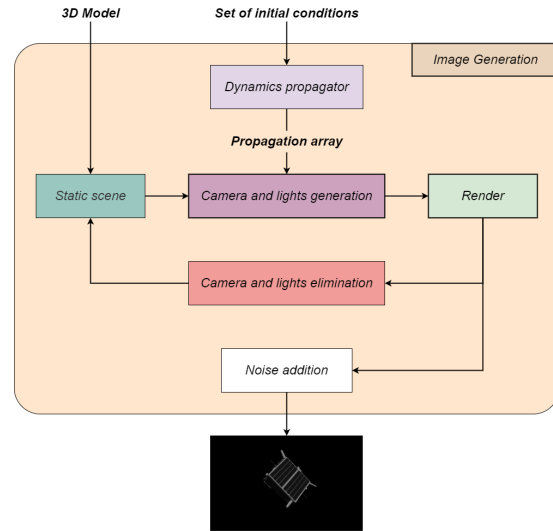 3D Model
Set of initial conditions
Image Generation
Dynamics propagator
Propagation array
Static scene
Camera and lights generation
Render
Camera and lights elimination
Noise addition